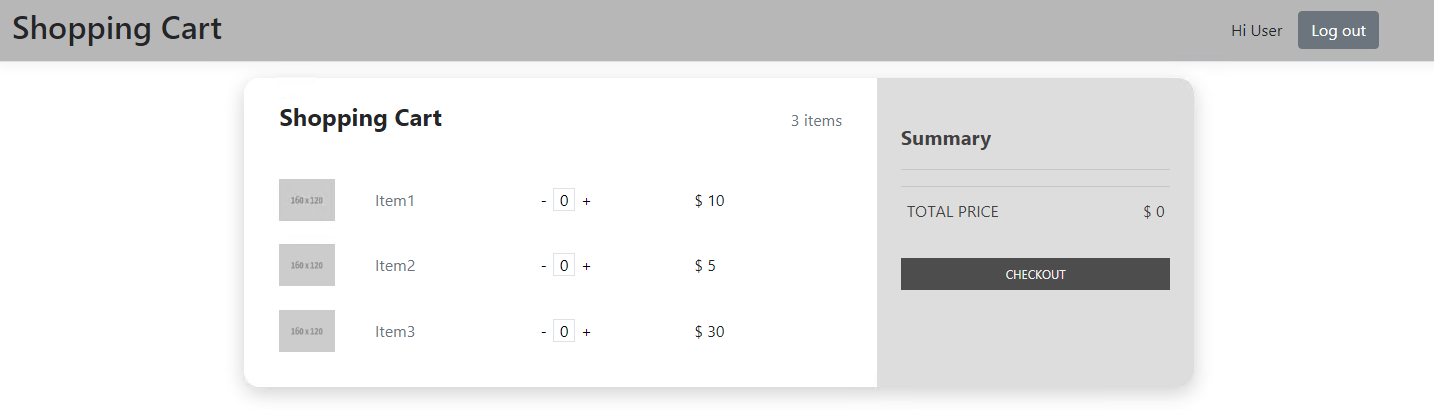 Shopping Cart
Hi User
Log out
Shopping Cart
3 items
160 x 120
Item1
- 0 +
$ 10
160 x 120
Item2
- 0 +
$ 5
160 x 120
Item3
- 0 +
$ 30
Summary
TOTAL PRICE
$ 0
CHECKOUT